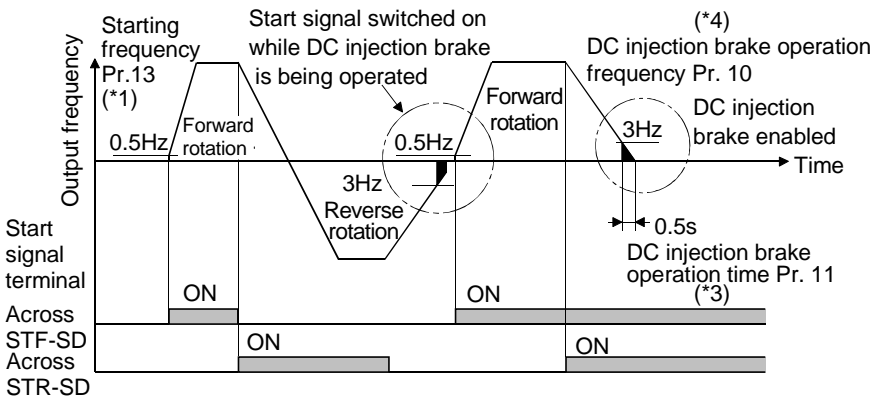 Starting
frequency
Pr.13
(*1)
Start signal switched on
while DC injection brake
is being operated
(*4)
DC injection brake operation
frequency Pr. 10
DC injection
brake enabled
Output frequency
0.5Hz
Forward
rotation
3Hz
Reverse
rotation
0.5Hz
Forward
rotation
3Hz
Time
0.5s
DC injection brake
operation time Pr. 11
(*3)
Start
signal
terminal
Across
STF-SD
ON
ON
Across
STR-SD
ON
ON